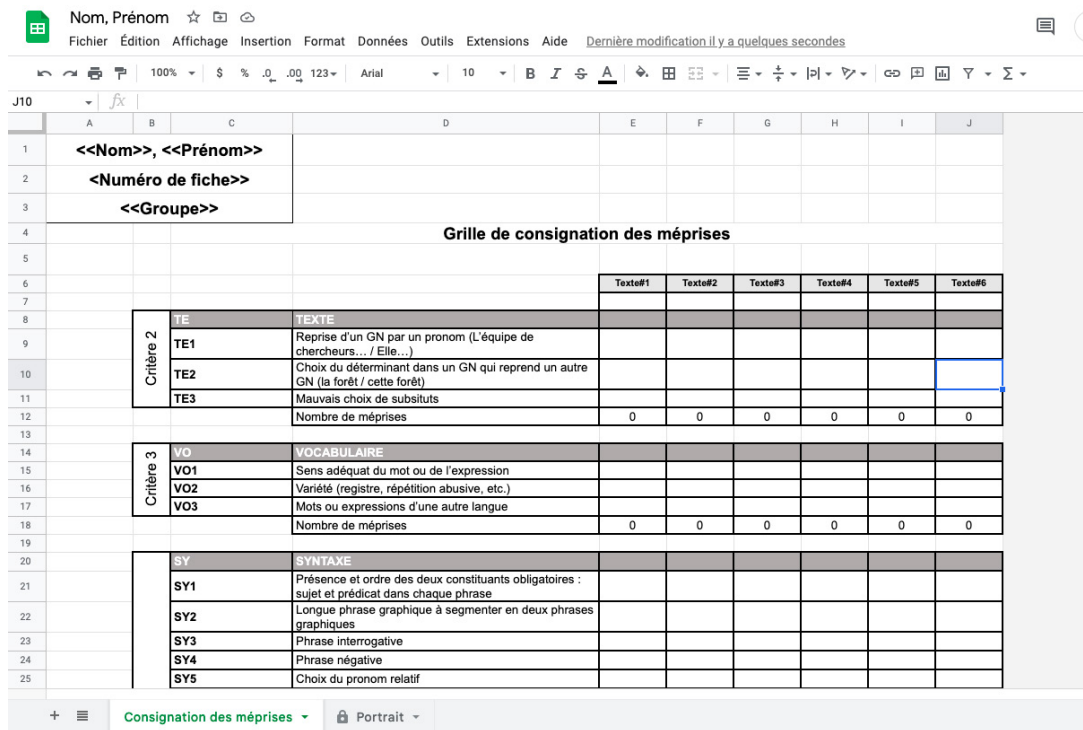 Nom, Prénom
Fichier Édition Affichage Insertion Format Données Outils Extensions Aide Dernière modification il y a quelques secondes
100% $ % .0 .00 123 Arial 10 B I S A
J10 fx
A B C D E F G H I J
1 <<Nom>>, <<Prénom>>
2 <Numéro de fiche>>
3 <<Groupe>>
4 Grille de consignation des méprises
5
6 Texte#1 Texte#2 Texte#3 Texte#4 Texte#5 Texte#6
7
8 TE TEXTE
Critère 2
9 TE1 Reprise d'un GN par un pronom (L'équipe de
chercheurs… / Elle…)
10 TE2 Choix du déterminant dans un GN qui reprend un autre
GN (la forêt / cette forêt)
11 TE3 Mauvais choix de subsituts
12 Nombre de méprises 0 0 0 0 0 0
13
14 VO VOCABULAIRE
Critère 3
15 VO1 Sens adéquat du mot ou de l'expression
16 VO2 Variété (registre, répétition abusive, etc.)
17 VO3 Mots ou expressions d'une autre langue
18 Nombre de méprises 0 0 0 0 0 0
19
20 SY SYNTAXE
21 SY1 Présence et ordre des deux constituants obligatoires :
sujet et prédicat dans chaque phrase
22 SY2 Longue phrase graphique à segmenter en deux phrases
graphiques
23 SY3 Phrase interrogative
24 SY4 Phrase négative
25 SY5 Choix du pronom relatif
Consignation des méprises Portrait